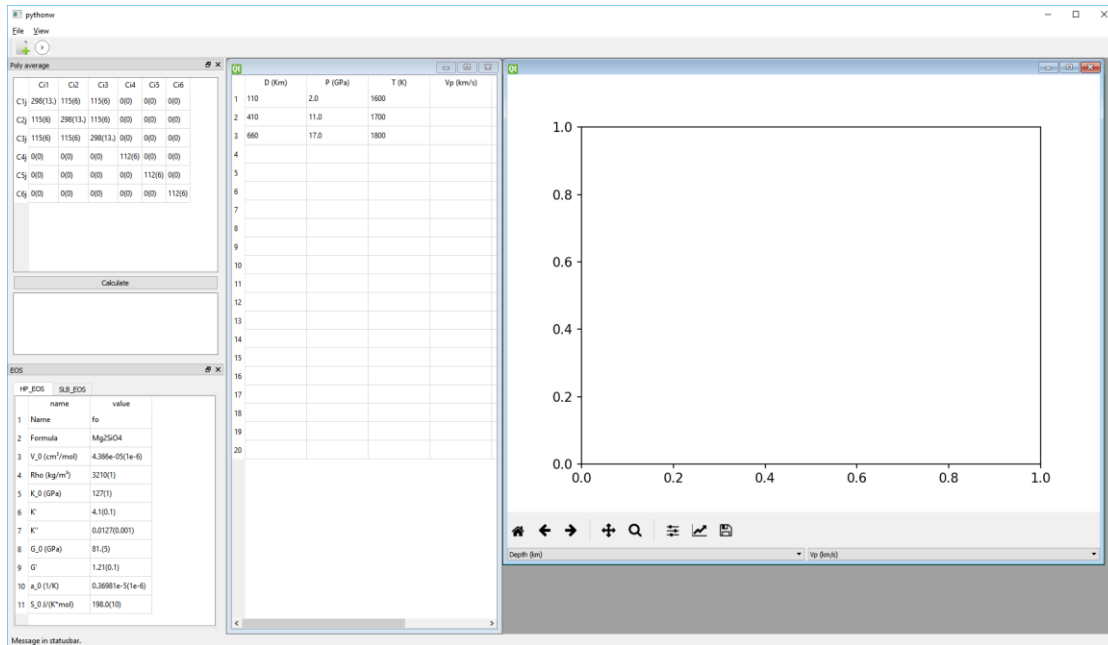 pythonw
File View
Poly average
Ci1 Ci2 Ci3 Ci4 Ci5 Ci6
C1j 298(13.) 115(6) 115(6) 0(0) 0(0) 0(0)
C2j 115(6) 298(13.) 115(6) 0(0) 0(0) 0(0)
C3j 115(6) 115(6) 298(13.) 0(0) 0(0) 0(0)
C4j 0(0) 0(0) 0(0) 112(6) 0(0) 0(0)
C5j 0(0) 0(0) 0(0) 0(0) 112(6) 0(0)
C6j 0(0) 0(0) 0(0) 0(0) 0(0) 112(6)
Calculate
EOS
HP_EOS SLB_EOS
name value
1 Name fo
2 Formula Mg2SiO4
3 V_0 (cm³/mol) 4.366e-05(1e-6)
4 Rho (kg/m³) 3210(1)
5 K_0 (GPa) 127(1)
6 K' 4.1(0.1)
7 K'' 0.0127(0.001)
8 G_0 (GPa) 81.(5)
9 G' 1.21(0.1)
10 a_0 (1/K) 0.36981e-5(1e-6)
11 S_0 J/(K*mol) 198.0(10)
Message in statusbar.
Qt
D (Km) P (GPa) T (K) Vp (km/s)
1 110 2.0 1600
2 410 11.0 1700
3 660 17.0 1800
4
5
6
7
8
9
10
11
12
13
14
15
16
17
18
19
20
Qt
1.0
0.8
0.6
0.4
0.2
0.0
0.0 0.2 0.4 0.6 0.8 1.0
Depth (km) Vp (km/s)